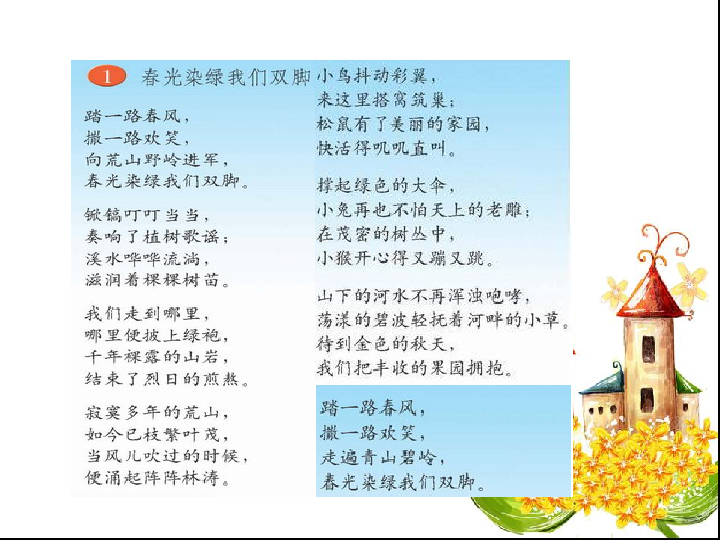 1 春光染绿我们双脚
踏一路春风，
撒一路欢笑，
向荒山野岭进军，
春光染绿我们双脚。
锨镐叮叮当当，
奏响了植树歌谣；
溪水哗哗流淌，
滋润着棵棵树苗。
我们走到哪里，
哪里便披上绿袍，
千年裸露的山岩，
结束了烈日的煎熬。
寂寞多年的荒山，
如今已枝繁叶茂，
当风儿吹过的时候，
便涌起阵阵林涛。
小鸟抖动彩翼，
来这里搭窝筑巢；
松鼠有了美丽的家园，
快活得叽叽直叫。
撑起绿色的大伞，
小兔再也不怕天上的老雕；
在茂密的树丛中，
小猴开心得又蹦又跳。
山下的河水不再浑浊咆哮，
荡漾的碧波轻抚着河畔的小草。
待到金色的秋天，
我们把丰收的果园拥抱。
踏一路春风，
撒一路欢笑，
走遍青山碧岭，
春光染绿我们双脚。